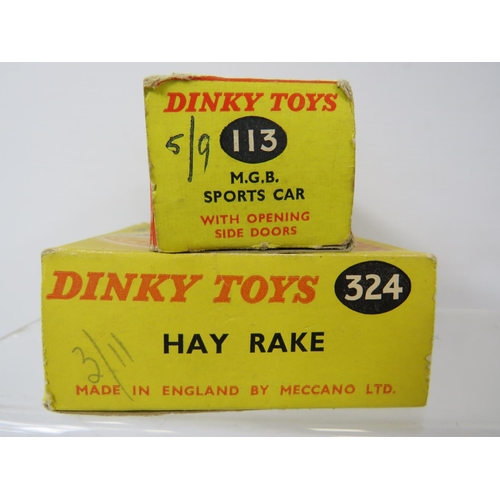 DINKY TOYS
5/9 113
M.G.B.
SPORTS CAR
WITH OPENING
SIDE DOORS
DINKY TOYS 324
HAY RAKE
3/11
MADE IN ENGLAND BY MECCANO LTD.